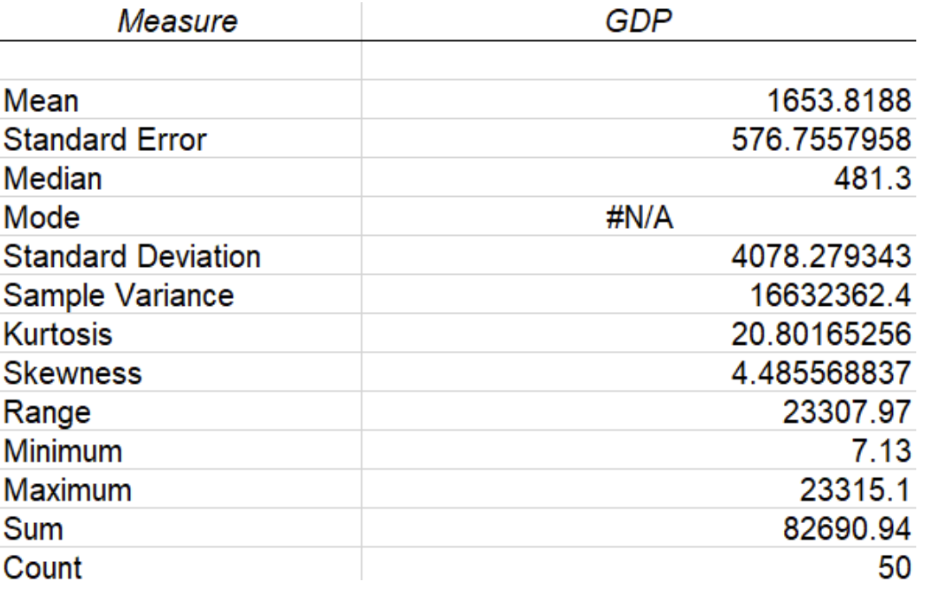 Measure GDP
Mean 1653.8188
Standard Error 576.7557958
Median 481.3
Mode #N/A
Standard Deviation 4078.279343
Sample Variance 16632362.4
Kurtosis 20.80165256
Skewness 4.485568837
Range 23307.97
Minimum 7.13
Maximum 23315.1
Sum 82690.94
Count 50